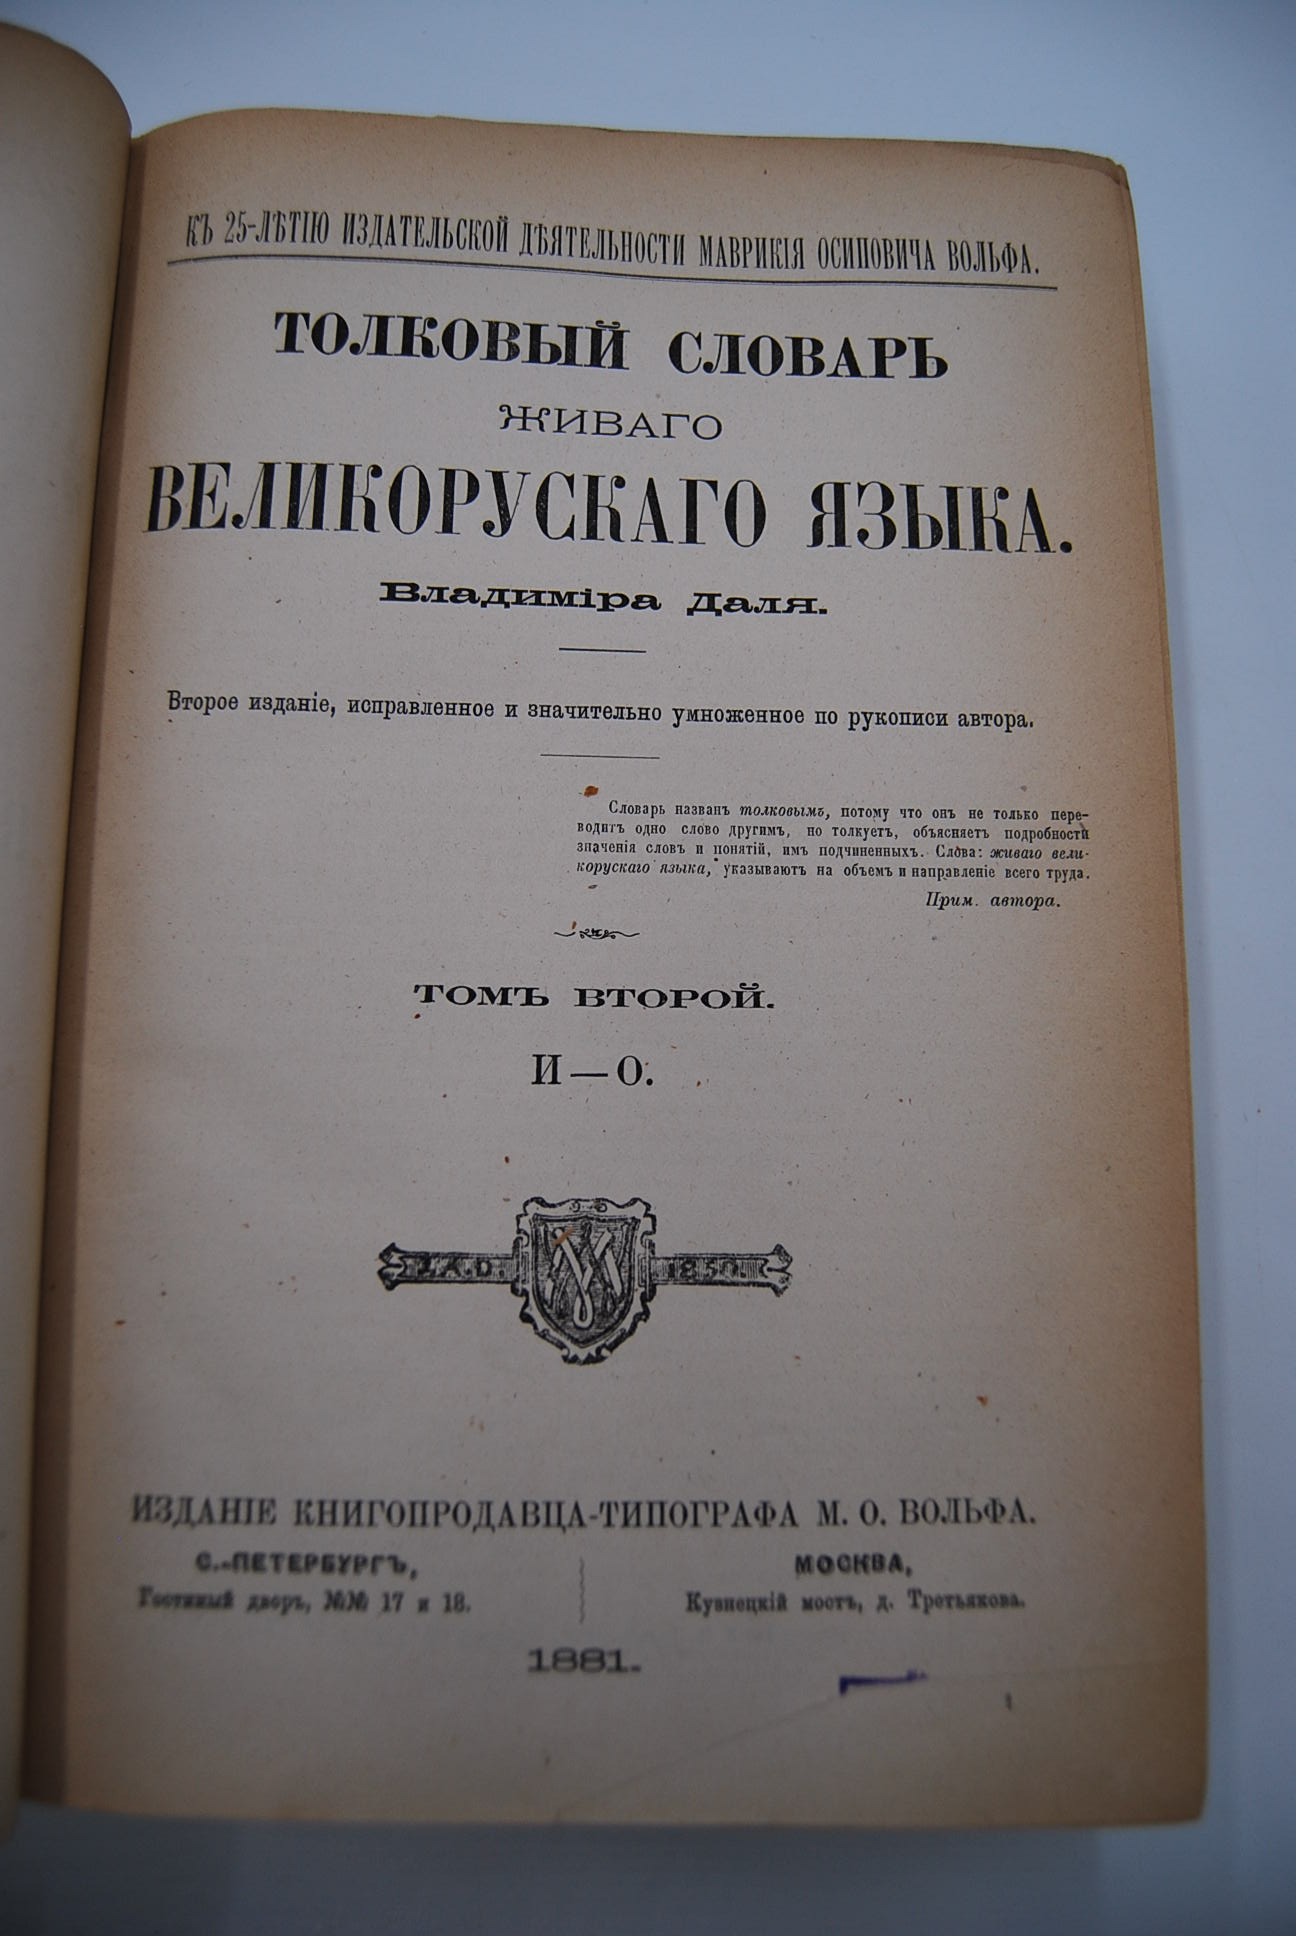 КЪ 25-ЛѢТІЮ ИЗДАТЕЛЬСКОЙ ДѢЯТЕЛЬНОСТИ МАВРИКІЯ ОСИПОВИЧА ВОЛЬФА.
ТОЛКОВЫЙ СЛОВАРЬ
ЖИВАГО
ВЕЛИКОРУСКАГО ЯЗЫКА.
Владиміра Даля.
Второе изданіе, исправленное и значительно умноженное по рукописи автора.
Словарь названъ толковымъ, потому что онъ не только пере-
водитъ одно слово другимъ, но толкуетъ, объясняетъ подробности
значенія словъ и понятій, имъ подчиненныхъ. Слова: живаго вели-
корускаго языка, указываютъ на объемъ и направленіе всего труда.
Прим. автора.
ТОМЪ ВТОРОЙ.
И—О.
ИЗДАНІЕ КНИГОПРОДАВЦА-ТИПОГРАФА М. О. ВОЛЬФА.
С.-ПЕТЕРБУРГЪ,
Гостиный дворъ, №№ 17 и 18.
МОСКВА,
Кузнецкій мостъ, д. Третьякова.
1881.